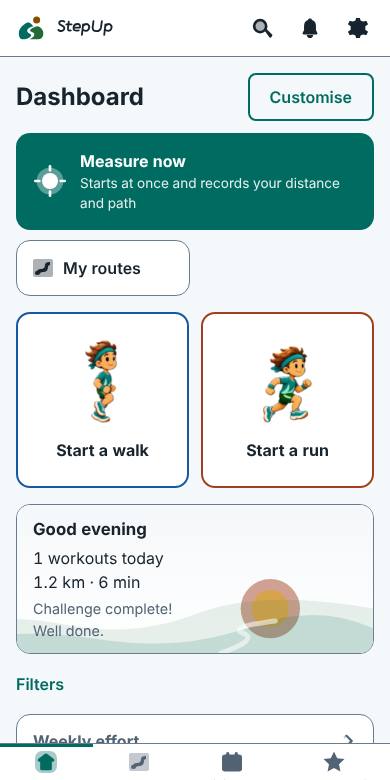 StepUp
Dashboard
Customise
Measure now
Starts at once and records your distance
and path
My routes
Start a walk
Start a run
Good evening
1 workouts today
1.2 km · 6 min
Challenge complete!
Well done.
Filters
Weekly effort